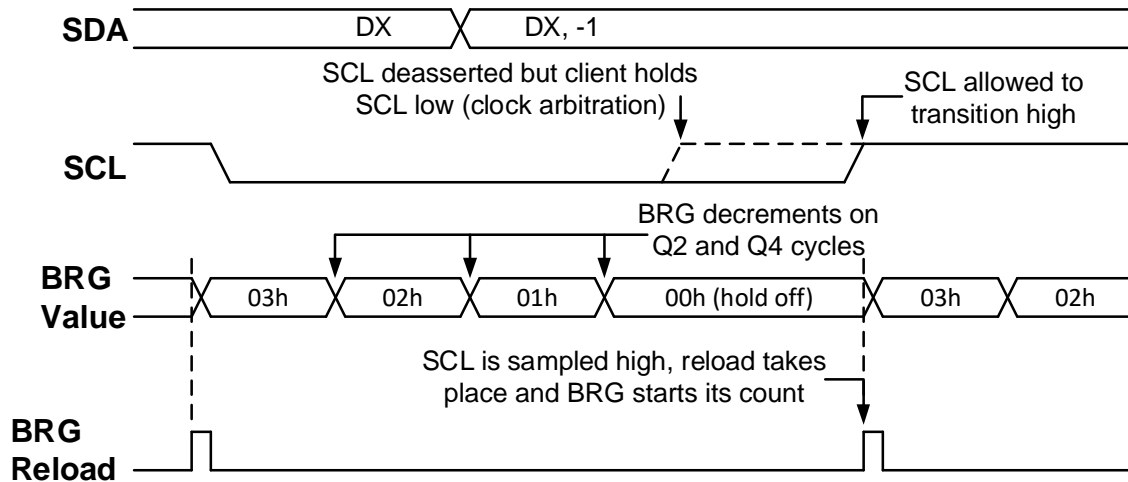 SDA
DX
DX, -1
SCL deasserted but client holds
SCL low (clock arbitration)
SCL allowed to
transition high
SCL
BRG decrements on
Q2 and Q4 cycles
BRG
Value
03h
02h
01h
00h (hold off)
03h
02h
SCL is sampled high, reload takes
place and BRG starts its count
BRG
Reload